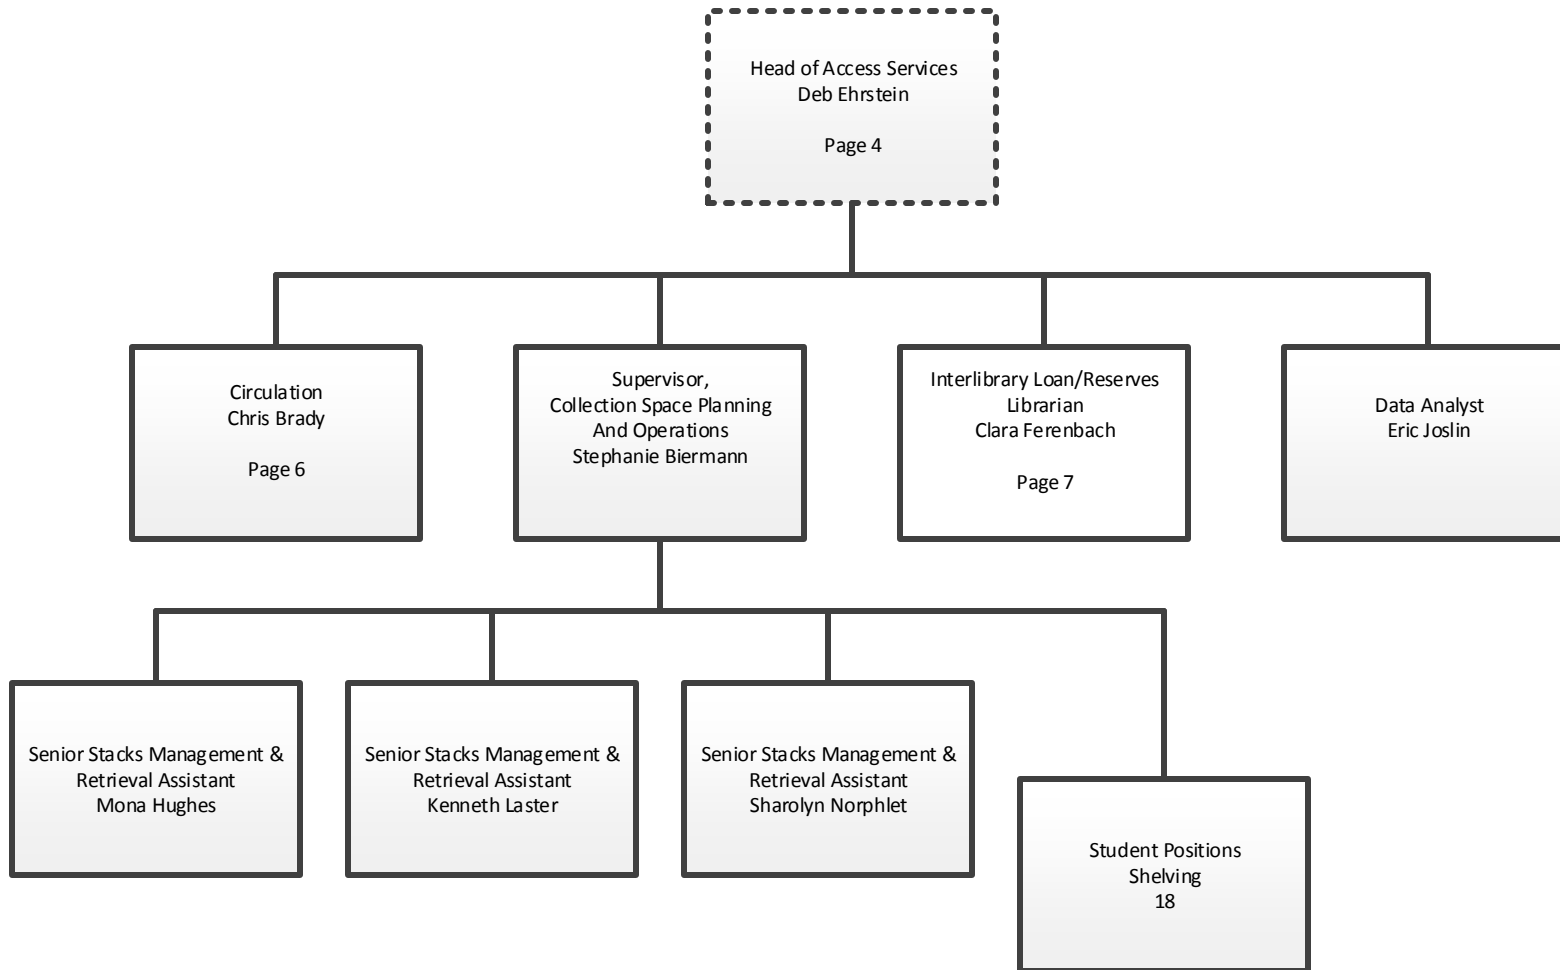 Head of Access Services
Deb Ehrstein
Page 4
Circulation
Chris Brady
Page 6
Supervisor,
Collection Space Planning
And Operations
Stephanie Biermann
Interlibrary Loan/Reserves
Librarian
Clara Ferenbach
Page 7
Data Analyst
Eric Joslin
Senior Stacks Management &
Retrieval Assistant
Mona Hughes
Senior Stacks Management &
Retrieval Assistant
Kenneth Laster
Senior Stacks Management &
Retrieval Assistant
Sharolyn Norphlet
Student Positions
Shelving
18